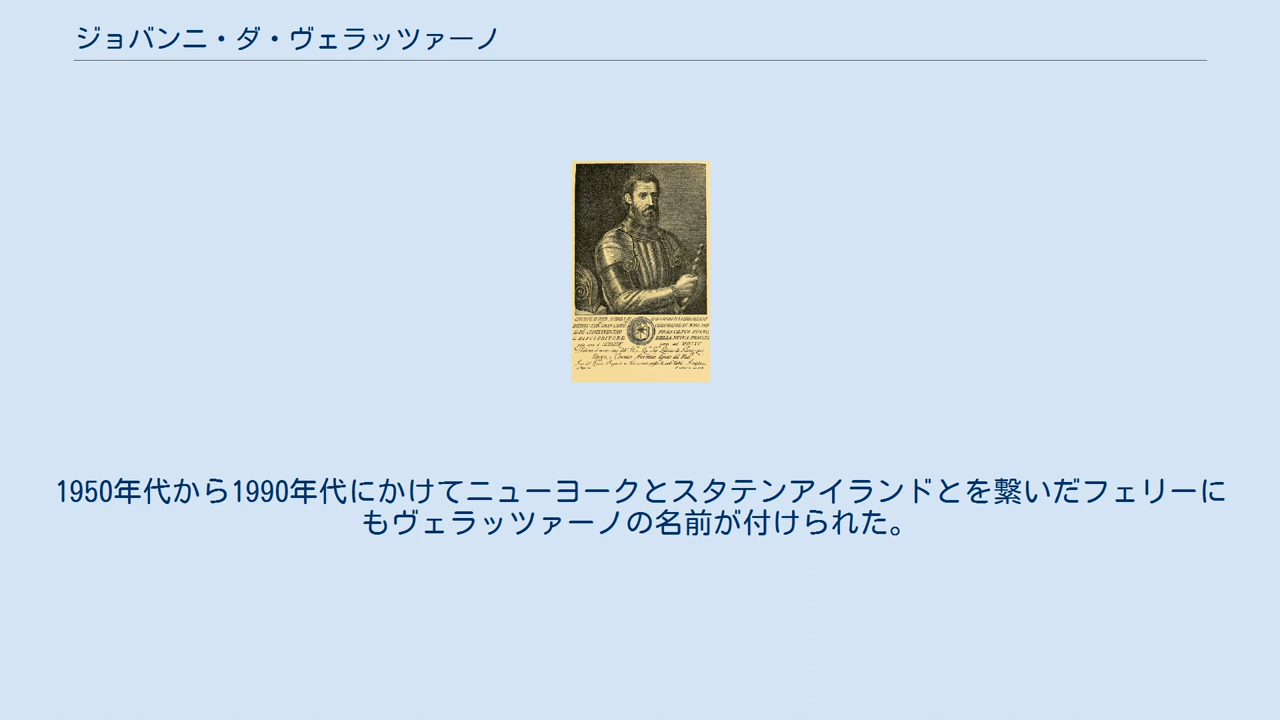 ジョバンニ・ダ・ヴェラッツァーノ
1950年代から1990年代にかけてニューヨークとスタテンアイランドとを繋いだフェリーに
もヴェラッツァーノの名前が付けられた。